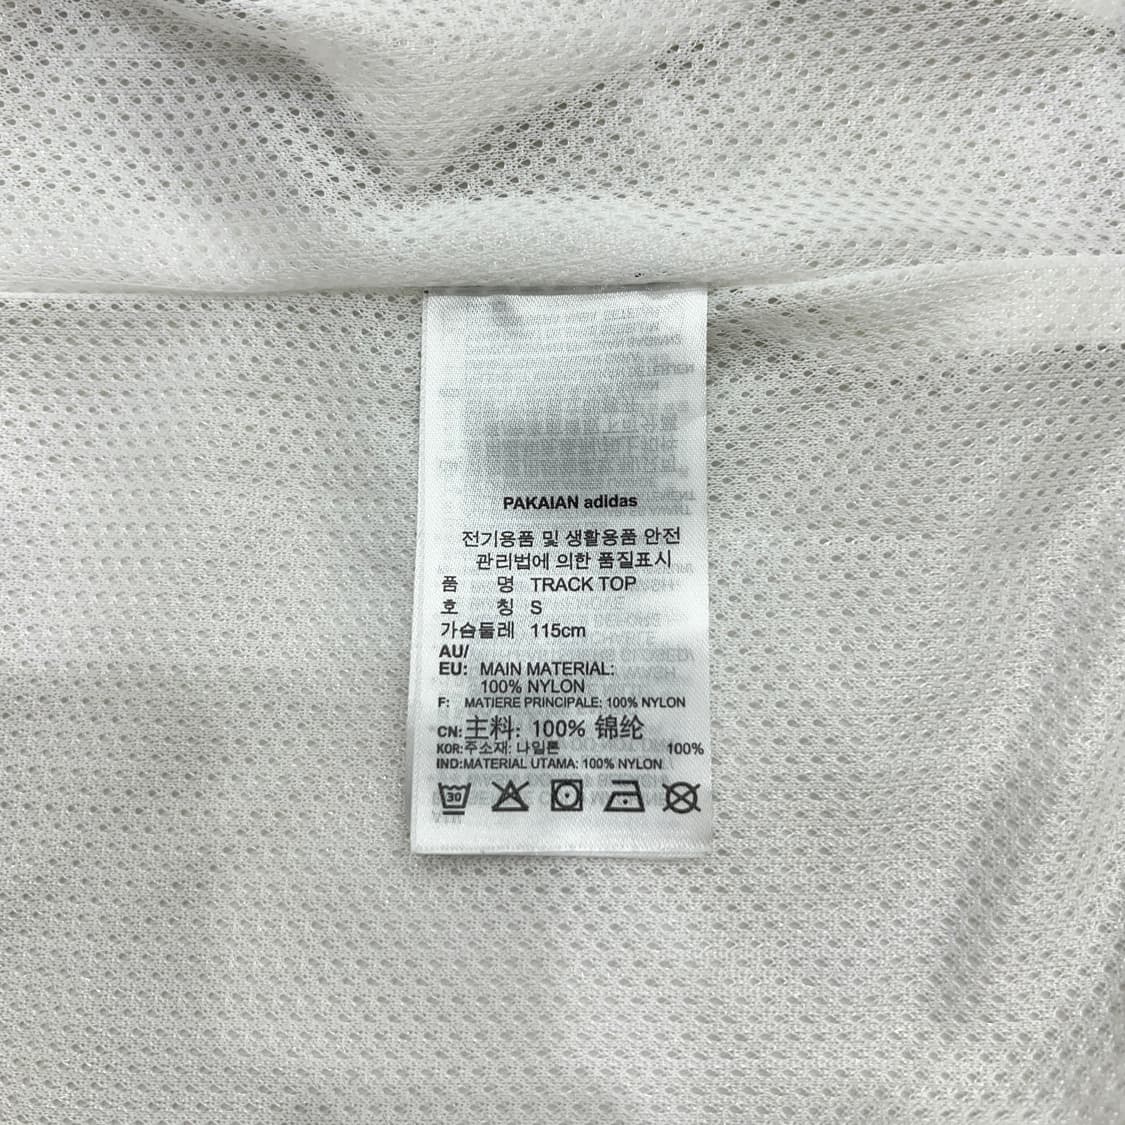 PAKAIAN adidas
전기용품 및 생활용품 안전
관리법에 의한 품질표시
품 명 TRACK TOP
호 칭 S
가슴둘레 115cm
AU/
EU: MAIN MATERIAL:
100% NYLON
F: MATIERE PRINCIPALE: 100% NYLON
CN: 主料: 100% 锦纶
KOR:주소재: 나일론 100%
IND:MATERIAL UTAMA: 100% NYLON
30